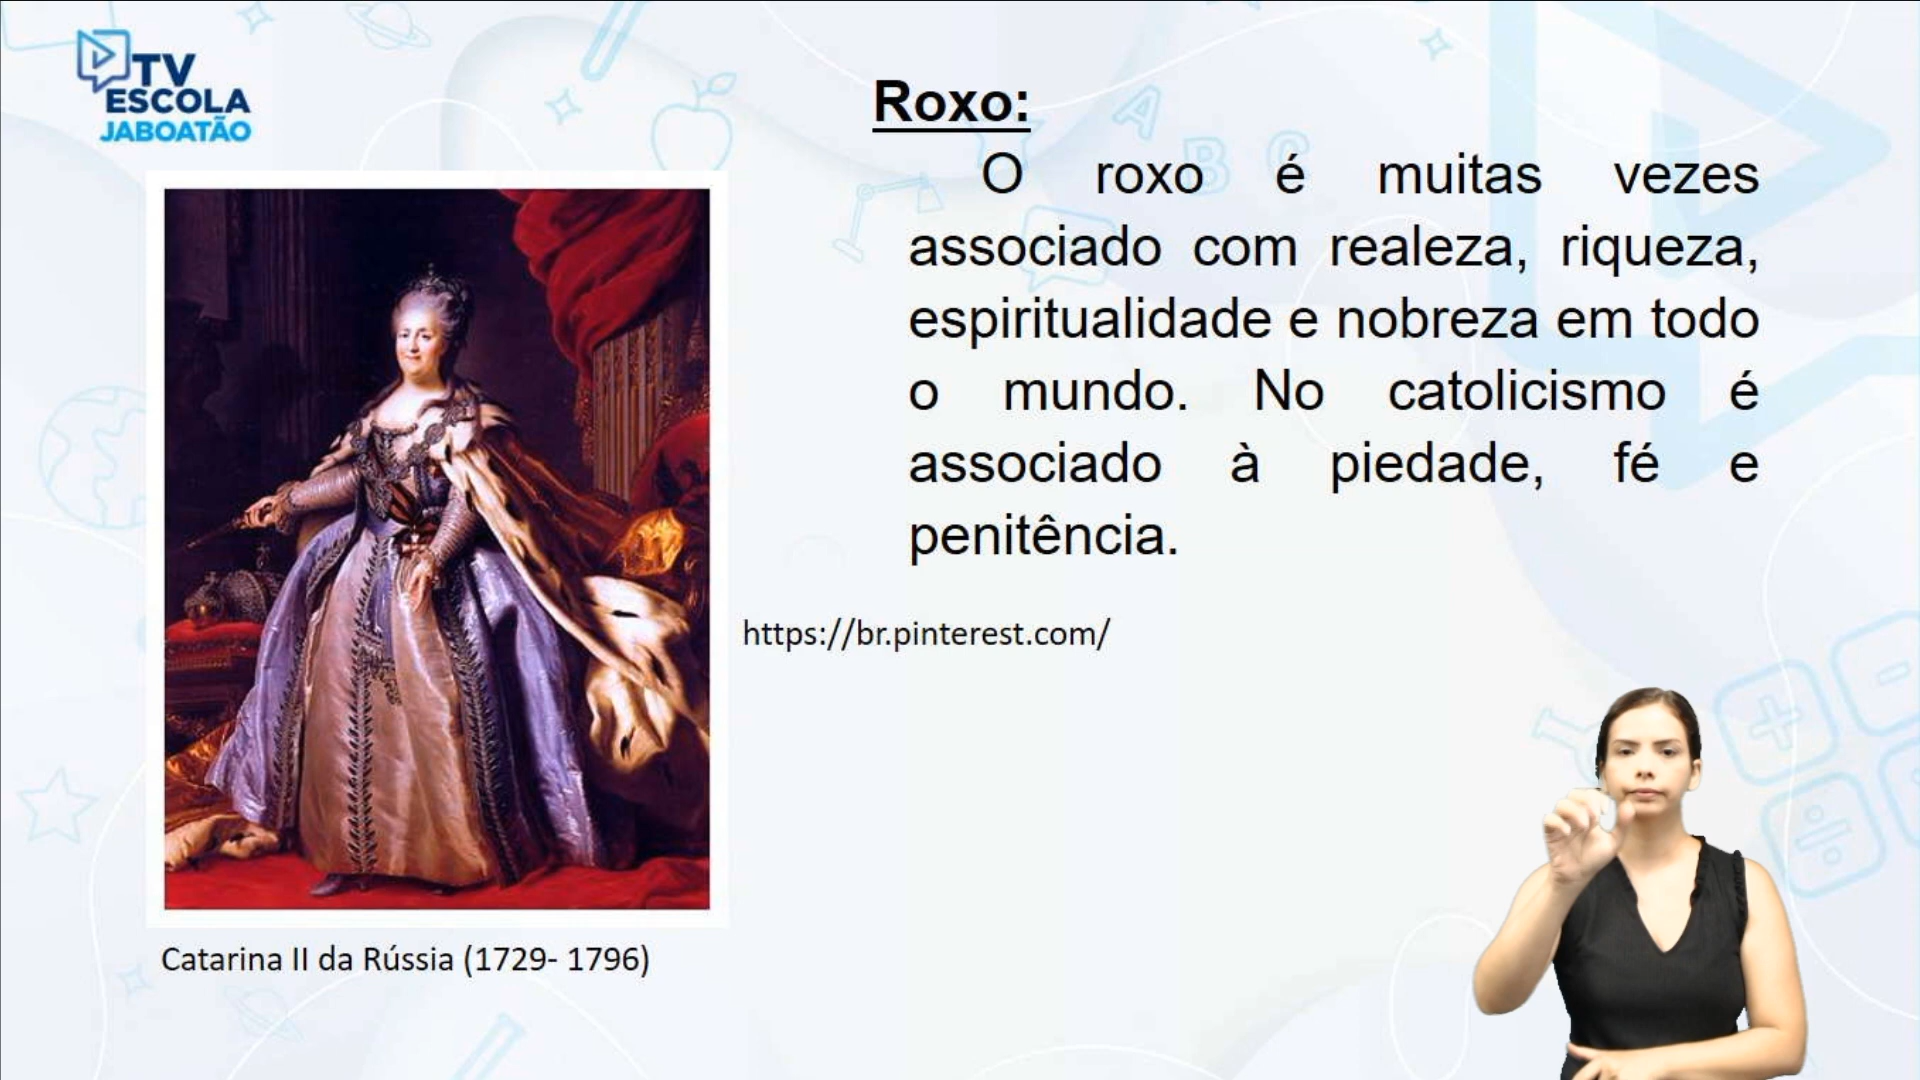 TV
ESCOLA
JABOATÃO
Roxo:
O roxo é muitas vezes
associado com realeza, riqueza,
espiritualidade e nobreza em todo
o mundo. No catolicismo é
associado à piedade, fé e
penitência.
https://br.pinterest.com/
Catarina II da Rússia (1729- 1796)
A B C